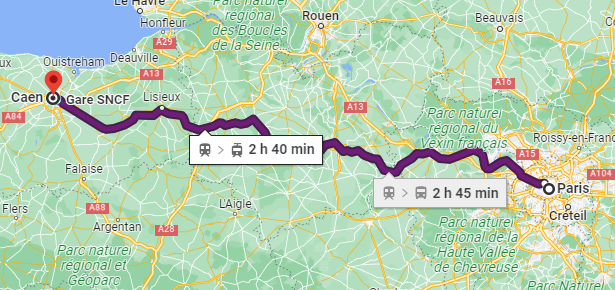 Le Havre
Honfleur
Parc naturel
régional
des Boucles
de la Seine
Rouen
Beauvais
A29
Ouistreham
Deauville
A13
A16
Caen
Gare SNCF
Lisieux
A84
A13
Parc naturel
régional du
Vexin français
Roissy-en-France
A15
2 h 40 min
A104
Falaise
Paris
2 h 45 min
Créteil
Flers
A88
L'Aigle
Argentan
A28
Parc naturel
régional de
la Haute
Vallée de
Chevreuse
Parc naturel
régional et
Géoparc
Parc